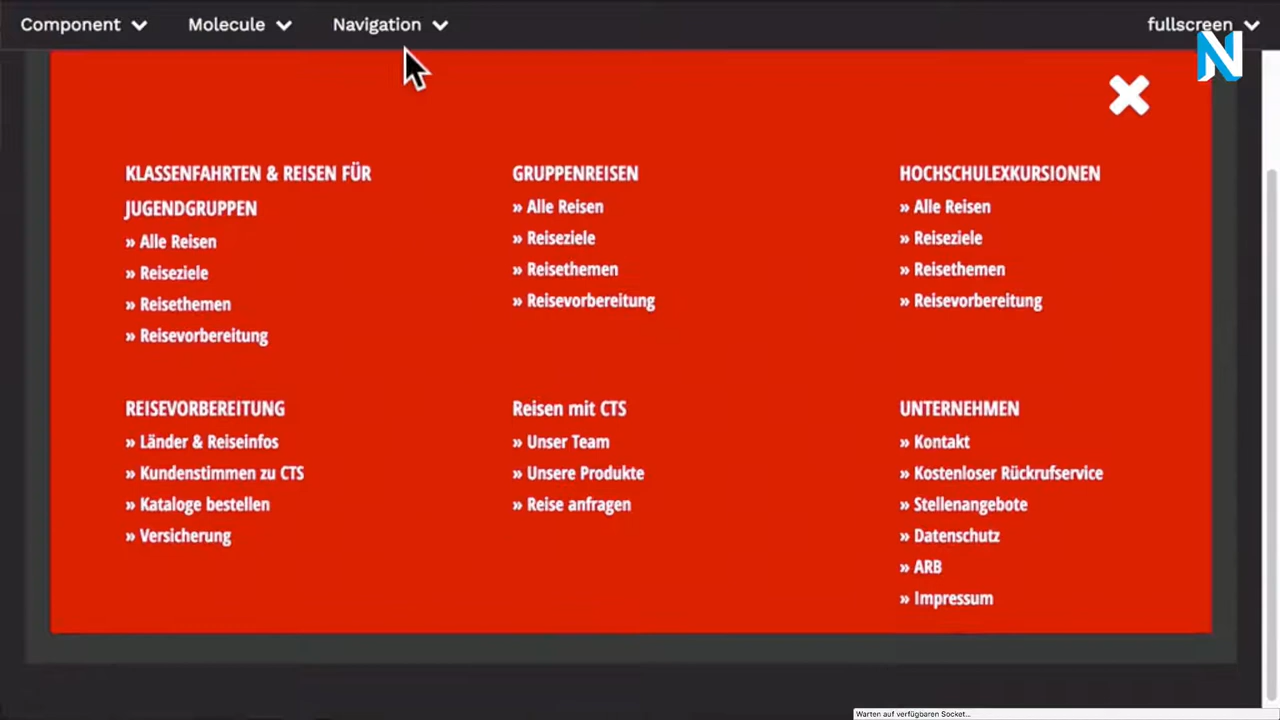 Component Molecule Navigation fullscreen
N
KLASSENFAHRTEN & REISEN FÜR
JUGENDGRUPPEN
» Alle Reisen
» Reiseziele
» Reisethemen
» Reisevorbereitung
GRUPPENREISEN
» Alle Reisen
» Reiseziele
» Reisethemen
» Reisevorbereitung
HOCHSCHULEXKURSIONEN
» Alle Reisen
» Reiseziele
» Reisethemen
» Reisevorbereitung
REISEVORBEREITUNG
» Länder & Reiseinfos
» Kundenstimmen zu CTS
» Kataloge bestellen
» Versicherung
Reisen mit CTS
» Unser Team
» Unsere Produkte
» Reise anfragen
UNTERNEHMEN
» Kontakt
» Kostenloser Rückrufservice
» Stellenangebote
» Datenschutz
» ARB
» Impressum
Warten auf verfügbaren Socket...